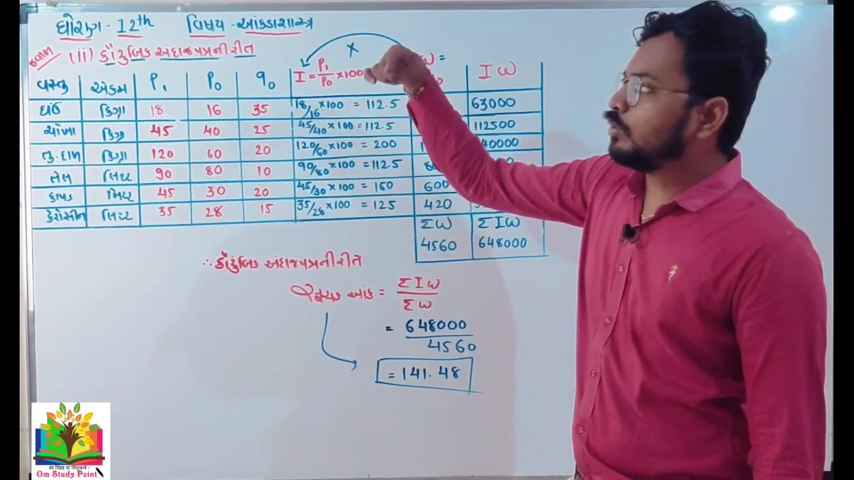 ધોરણ - 12th વિષય - આંકડાશાસ્ત્ર
(ii) કૌટુંબિક અંદાજપત્રની રીત
વસ્તુ એકમ P₁ P₀ q₀ I = P₁/P₀ × 100 W = IW
ઘઉં કિગ્રા 18 16 35 18/16 × 100 = 112.5 63000
ચોખા કિગ્રા 45 40 25 45/40 × 100 = 112.5 112500
તુ. દાળ કિગ્રા 120 60 20 120/60 × 100 = 200 40000
તેલ લિટર 90 80 10 90/80 × 100 = 112.5
કાપડ મિટર 45 30 20 45/30 × 100 = 150 600
કેરોસીન લિટર 35 28 15 35/28 × 100 = 125 420
ΣW ΣIW
4560 648000
∴ કૌટુંબિક અંદાજપત્રની રીતે
સૂચક આંક = ΣIW / ΣW
= 648000 / 4560
= 141.48
Om Study Point